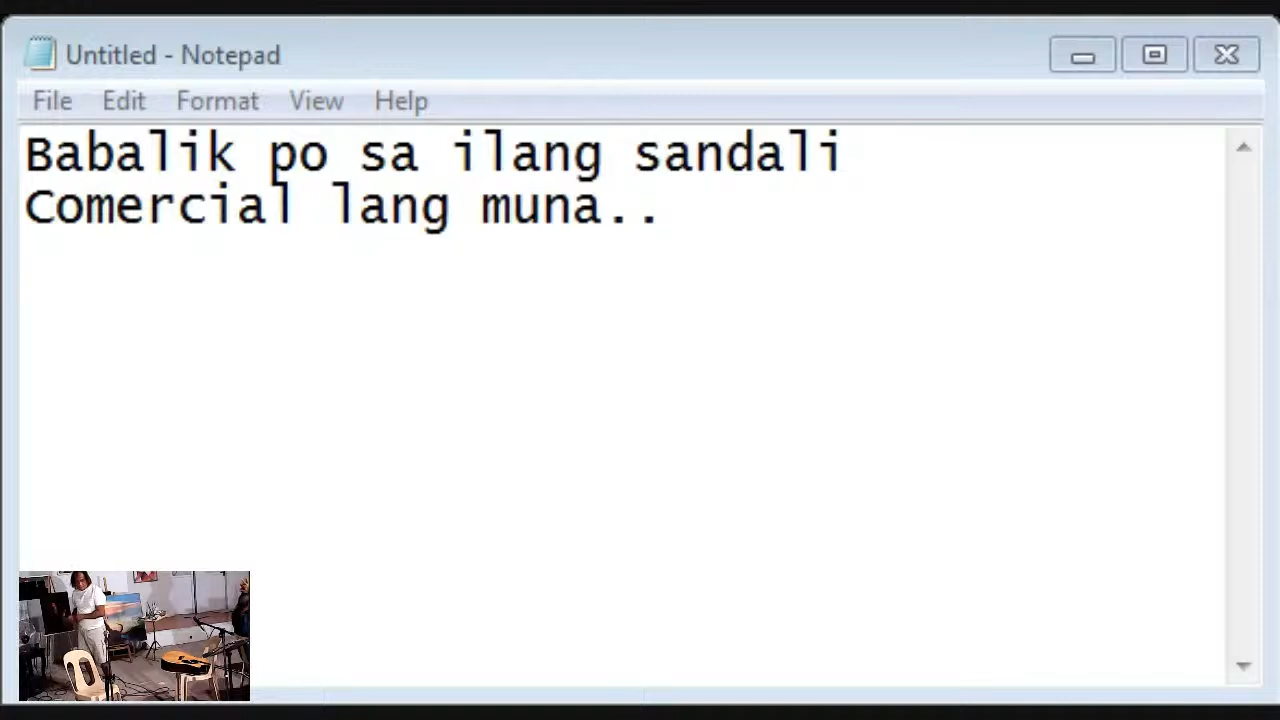 Untitled - Notepad
File Edit Format View Help
Babalik po sa ilang sandali
Comercial lang muna..